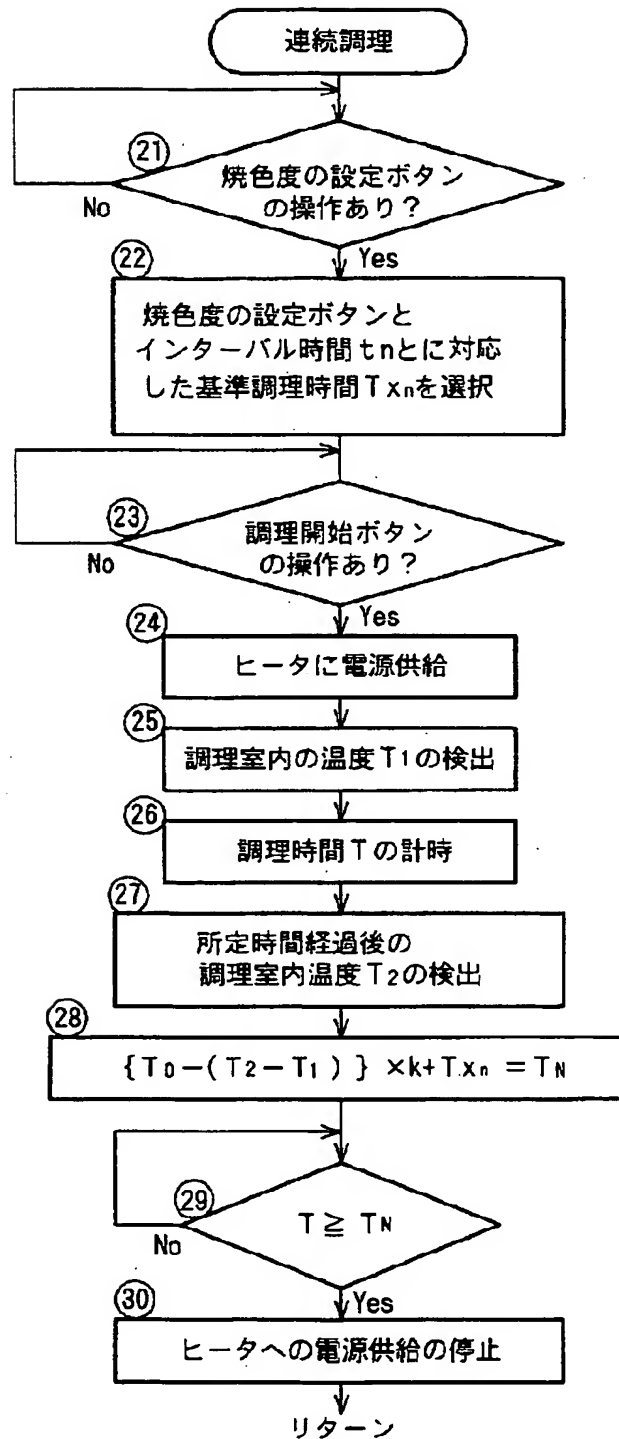 連続調理
21
焼色度の設定ボタン
の操作あり?
No
Yes
22
焼色度の設定ボタンと
インターバル時間tnとに対応
した基準調理時間Txnを選択
23
調理開始ボタン
の操作あり?
No
Yes
24
ヒータに電源供給
25
調理室内の温度T1の検出
26
調理時間Tの計時
27
所定時間経過後の
調理室内温度T2の検出
28
{T0-(T2-T1)}×k+T.xn=TN
29
T≧TN
No
Yes
30
ヒータへの電源供給の停止
リターン